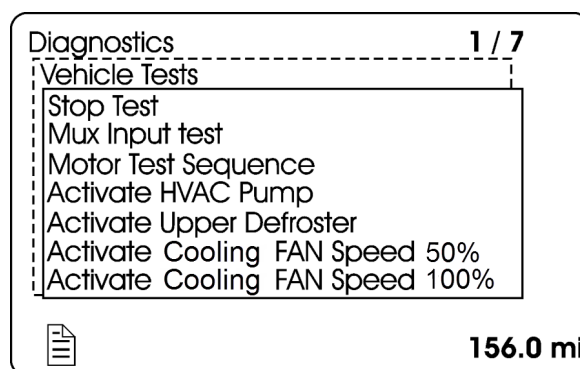 Diagnostics 1 / 7
Vehicle Tests
Stop Test
Mux Input test
Motor Test Sequence
Activate HVAC Pump
Activate Upper Defroster
Activate Cooling FAN Speed 50%
Activate Cooling FAN Speed 100%
156.0 mi